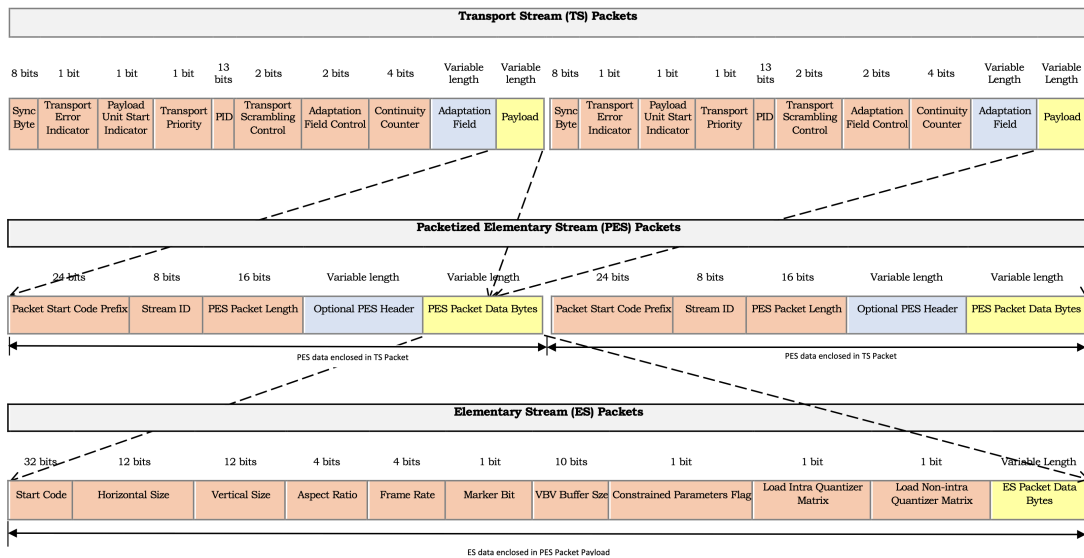 Transport Stream (TS) Packets
8 bits 1 bit 1 bit 1 bit 13 bits 2 bits 2 bits 4 bits Variable length Variable length 8 bits 1 bit 1 bit 1 bit 13 bits 2 bits 2 bits 4 bits Variable Length Variable Length
Sync Byte Transport Error Indicator Payload Unit Start Indicator Transport Priority PID Transport Scrambling Control Adaptation Field Control Continuity Counter Adaptation Field Payload Sync Byte Transport Error Indicator Payload Unit Start Indicator Transport Priority PID Transport Scrambling Control Adaptation Field Control Continuity Counter Adaptation Field Payload
Packetized Elementary Stream (PES) Packets
24 bits 8 bits 16 bits Variable length Variable length 24 bits 8 bits 16 bits Variable length Variable length
Packet Start Code Prefix Stream ID PES Packet Length Optional PES Header PES Packet Data Bytes Packet Start Code Prefix Stream ID PES Packet Length Optional PES Header PES Packet Data Bytes
PES data enclosed in TS Packet PES data enclosed in TS Packet
Elementary Stream (ES) Packets
32 bits 12 bits 12 bits 4 bits 4 bits 1 bit 10 bits 1 bit 1 bit 1 bit Variable Length
Start Code Horizontal Size Vertical Size Aspect Ratio Frame Rate Marker Bit VBV Buffer Sze Constrained Parameters Flag Load Intra Quantizer Matrix Load Non-intra Quantizer Matrix ES Packet Data Bytes
ES data enclosed in PES Packet Payload